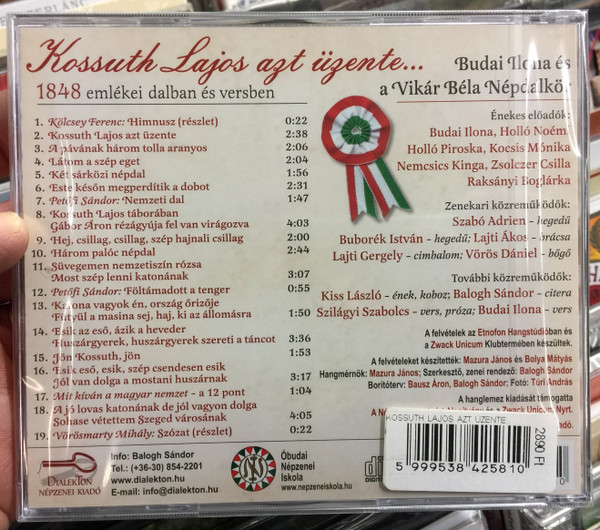 Kossuth Lajos azt üzente...
1848 emlékei dalban és versben
Budai Ilona és
a Vikár Béla Népdalkör
1. Kölcsey Ferenc: Himnusz (részlet) 0:22
2. Kossuth Lajos azt üzente 2:38
3. A pávának három tolla aranyos 2:06
4. Látom a szép eget 2:04
5. Két sárközi népdal 1:56
6. Este későn megperdítik a dobot 2:31
7. Petőfi Sándor: Nemzeti dal 1:47
8. Kossuth Lajos táborában
Gábor Áron rézágyúja fel van virágozva 4:03
9. Hej, csillag, csillag, szép hajnali csillag 2:00
10. Három palóc népdal 2:44
11. Süvegemen nemzetiszín rózsa
Most szép lenni katonának 3:07
12. Petőfi Sándor: Föltámadott a tenger 0:55
13. Katona vagyok én, ország őrizője
Fütyül a masina sej, haj, ki az állomásra 1:50
14. Esik az eső, ázik a heveder
Huszárgyerek, huszárgyerek szereti a táncot 3:36
15. Jön Kossuth, jön 1:53
16. Esik eső, esik, szép csendesen esik
Jól van dolga a mostani huszárnak 3:17
17. Mit kíván a magyar nemzet - a 12 pont 1:04
18. A jó lovas katonának de jól vagyon dolga
Sohase vétettem Szeged városának 4:05
19. Vörösmarty Mihály: Szózat (részlet) 0:22
Énekes előadók:
Budai Ilona, Holló Noémi
Holló Piroska, Kocsis Mónika
Nemcsics Kinga, Zsolczer Csilla
Raksányi Boglárka
Zenekari közreműködők:
Szabó Adrien - hegedű
Buborék István - hegedű; Lajti Ákos - brácsa
Lajti Gergely - cimbalom; Vörös Dániel - bőgő
További közreműködők:
Kiss László - ének, koboz; Balogh Sándor - citera
Szilágyi Szabolcs - vers, próza; Budai Ilona - vers
A felvételek az Etnofon Hangstúdióban és
a Zwack Unicum Klubtermében készültek.
A felvételeket készítették: Mazura János és Bolya Mátyás
Hangmérnök: Mazura János; Szerkesztő, zenei rendező: Balogh Sándor
Borítóterv: Bausz Áron, Balogh Sándor; Fotó: Túri András
A hanglemez kiadását támogatta
Zwack Unicum Nyrt.
DIALEKTON
NÉPZENEI KIADÓ
Info: Balogh Sándor
Tel.: (+36-30) 854-2201
E-mail: info@dialekton.hu
Óbudai
Népzenei
Iskola
www.nepzeneiskola.hu
KOSSUTH LAJOS AZT ÜZENTE
5 999538 425810
2890 Ft